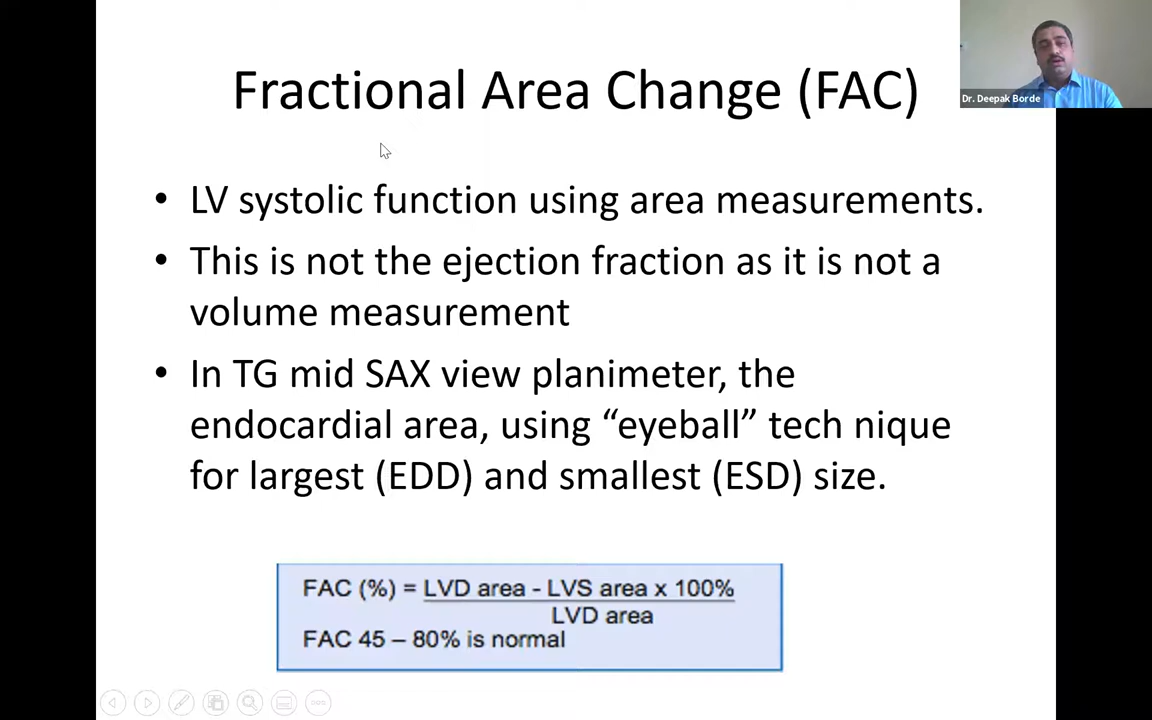 Fractional Area Change (FAC)
Dr. Deepak Borde
• LV systolic function using area measurements.
• This is not the ejection fraction as it is not a
volume measurement
• In TG mid SAX view planimeter, the
endocardial area, using “eyeball” tech nique
for largest (EDD) and smallest (ESD) size.
FAC (%) = LVD area - LVS area x 100%
LVD area
FAC 45 – 80% is normal